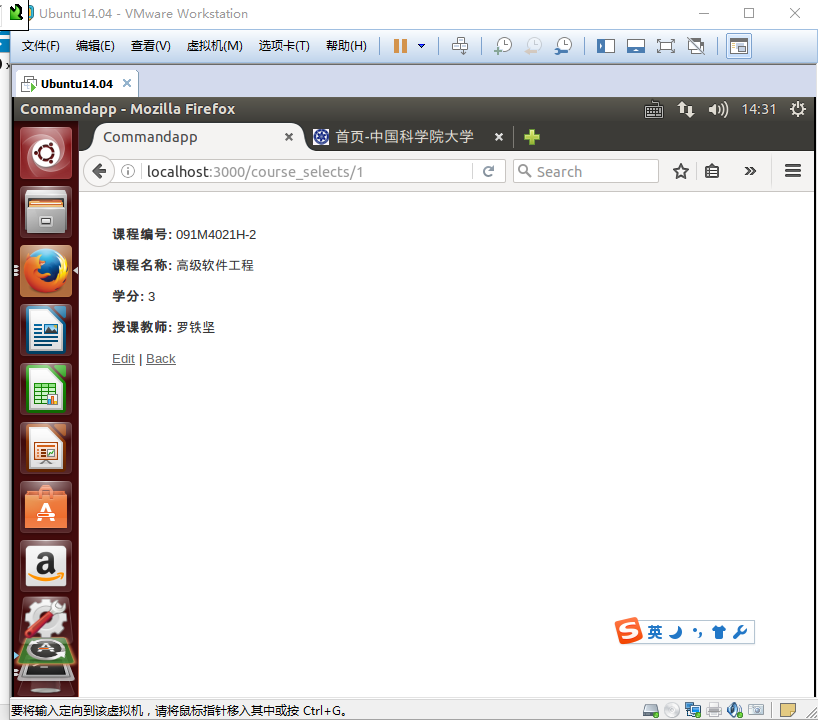 Ubuntu14.04 - VMware Workstation
文件(F) 编辑(E) 查看(V) 虚拟机(M) 选项卡(T) 帮助(H)
Ubuntu14.04
Commandapp - Mozilla Firefox 14:31
Commandapp 首页-中国科学院大学
localhost:3000/course_selects/1 Search
课程编号: 091M4021H-2
课程名称: 高级软件工程
学分: 3
授课教师: 罗铁坚
Edit | Back
英
要将输入定向到该虚拟机，请将鼠标指针移入其中或按 Ctrl+G。